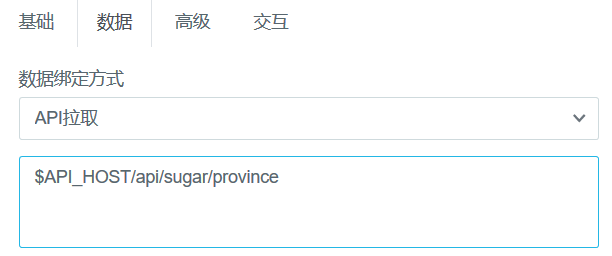 基础 数据 高级 交互
数据绑定方式
API拉取
$API_HOST/api/sugar/province